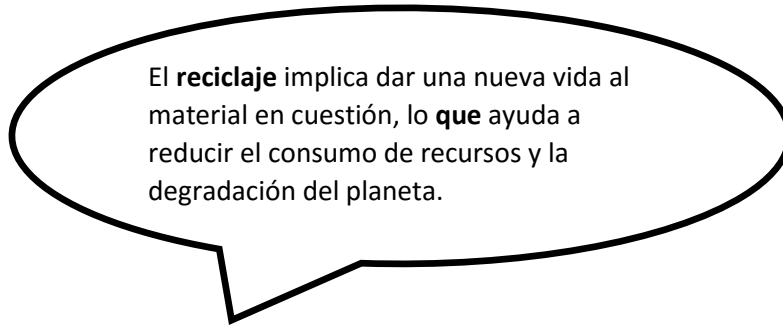 El reciclaje implica dar una nueva vida al
material en cuestión, lo que ayuda a
reducir el consumo de recursos y la
degradación del planeta.